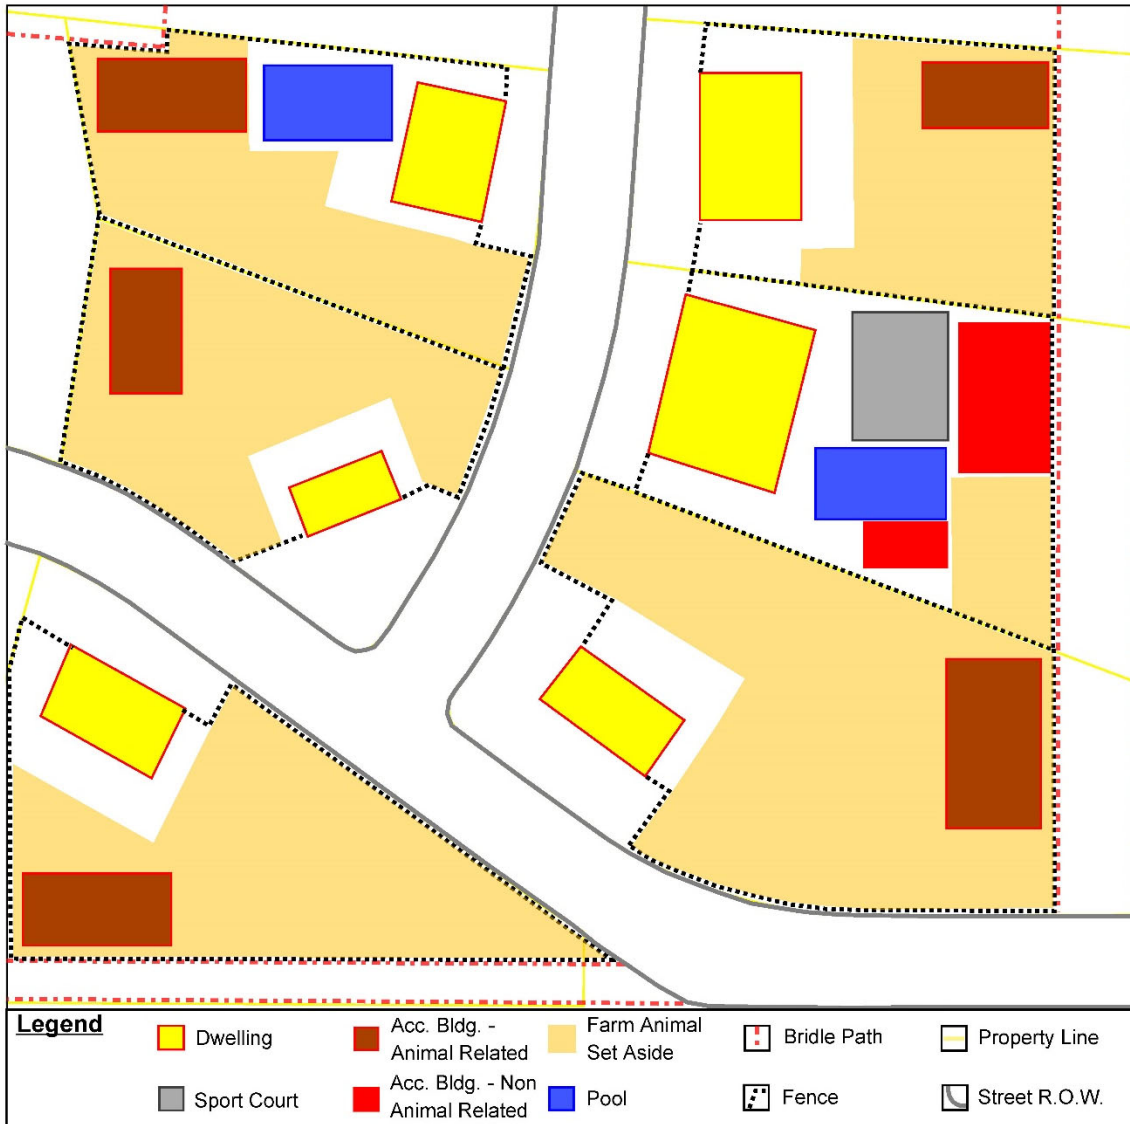 Legend
Dwelling
Acc. Bldg. -
Animal Related
Farm Animal
Set Aside
Bridle Path
Property Line
Sport Court
Acc. Bldg. - Non
Animal Related
Pool
Fence
Street R.O.W.